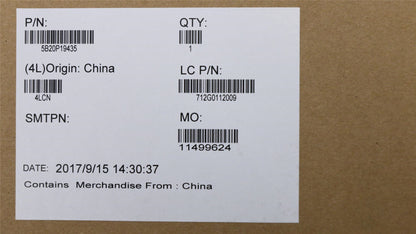 P/N: QTY:
5B20P19435 1
(4L)Origin: China LC P/N:
4LCN 712G0112009
SMTPN: MO:
11499624
DATE: 2017/9/15 14:30:37
Contains Merchandise From : China